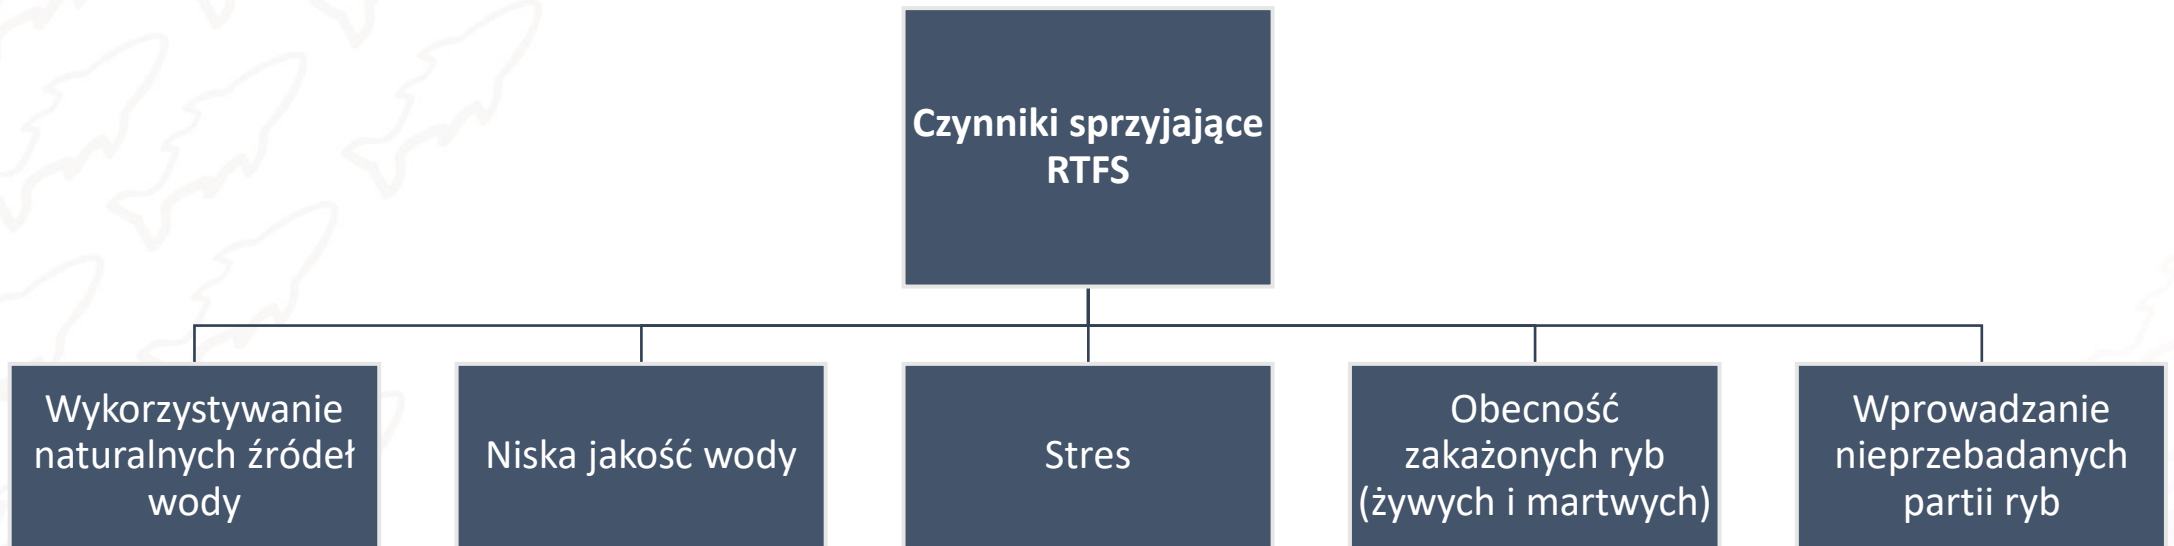 Czynniki sprzyjające
RTFS
Wykorzystywanie
naturalnych źródeł
wody
Niska jakość wody
Stres
Obecność
zakażonych ryb
(żywych i martwych)
Wprowadzanie
nieprzebadanych
partii ryb